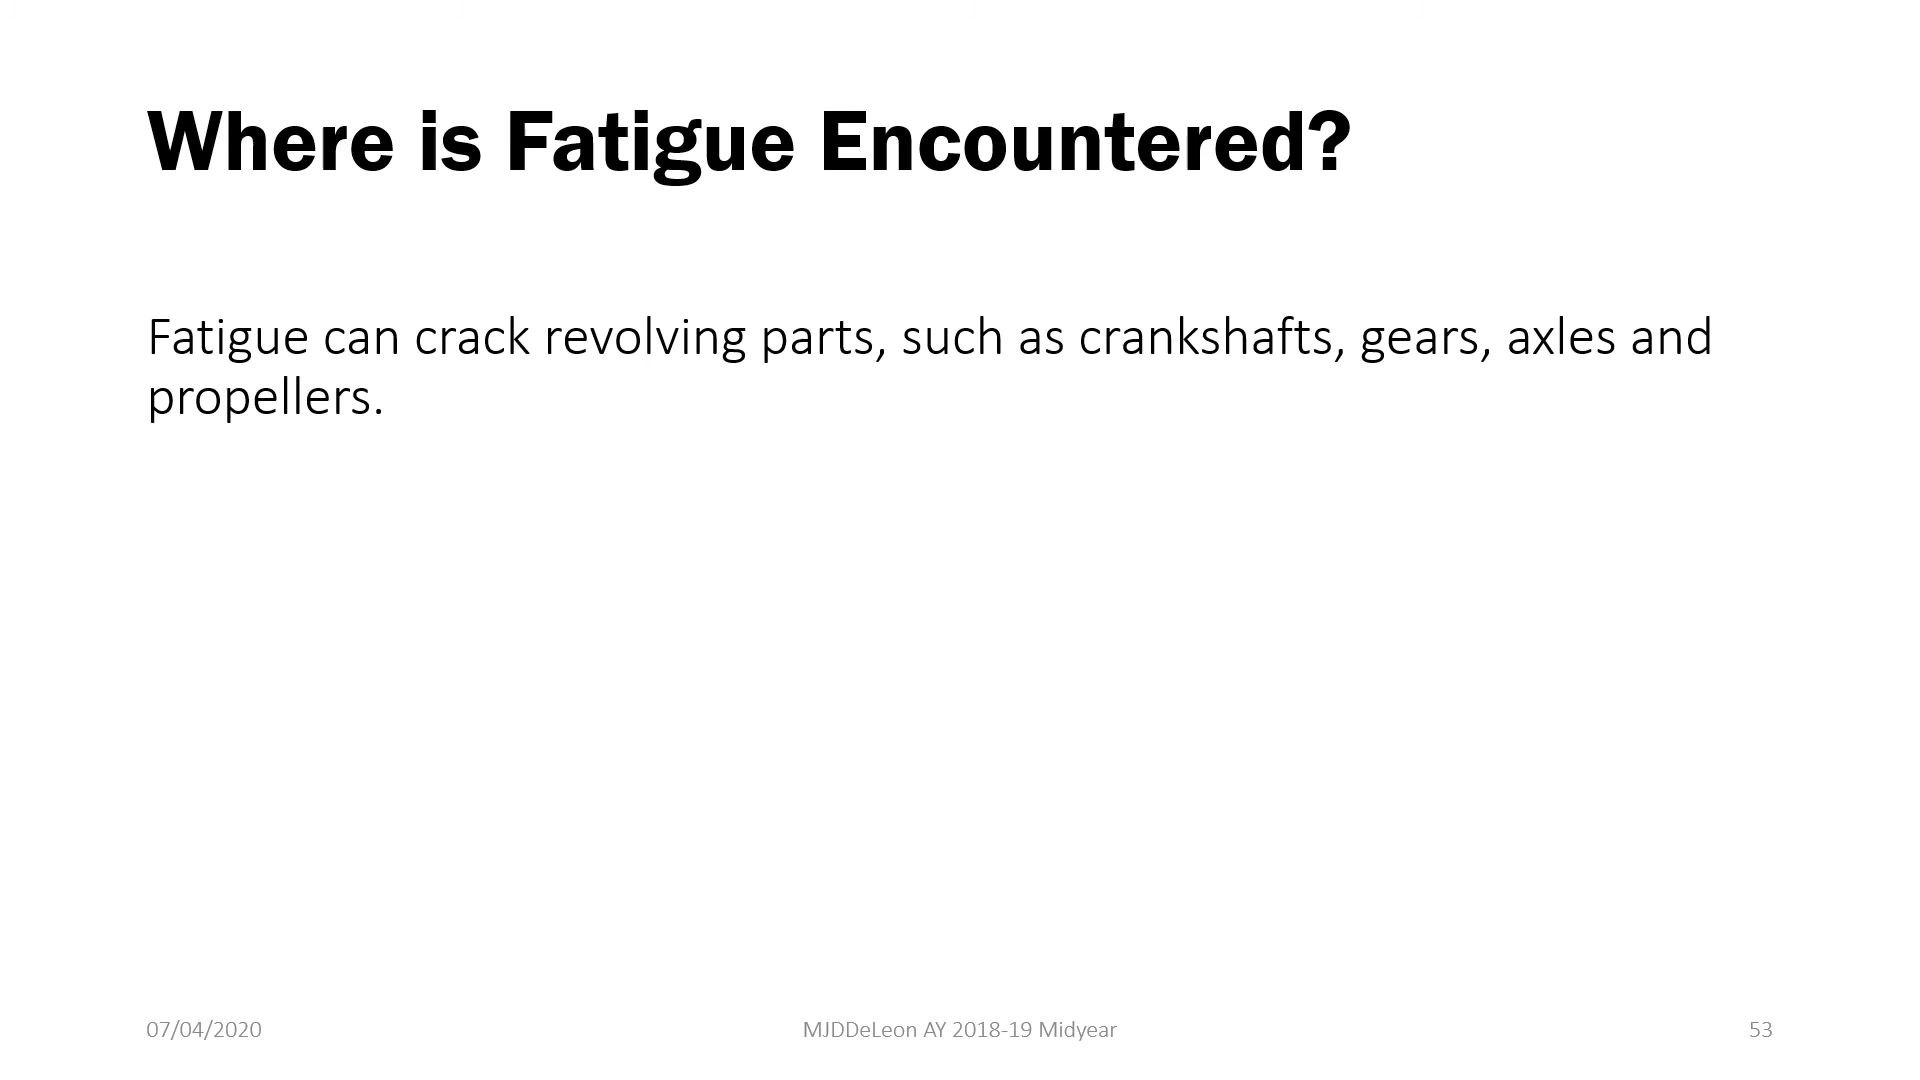 Where is Fatigue Encountered?
Fatigue can crack revolving parts, such as crankshafts, gears, axles and
propellers.
07/04/2020
MJDDeLeon AY 2018-19 Midyear
53